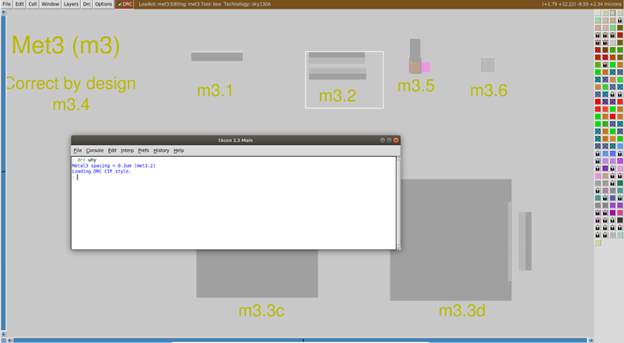 File Edit Cell Window Layers Drc Options DRC Loaded: met3 Editing: met3 Tool: box Technology: sky130A (+1.79 +12.22) -8.59 +2.34 microns
Met3 (m3)
Correct by design
m3.4
m3.1
m3.2
m3.5
m3.6
tkcon 2.3 Main
File Console Edit Interp Prefs History Help
drc why
Metal3 spacing < 0.3um (met3.2)
Loading DRC CIF style.
m3.3c
m3.3d